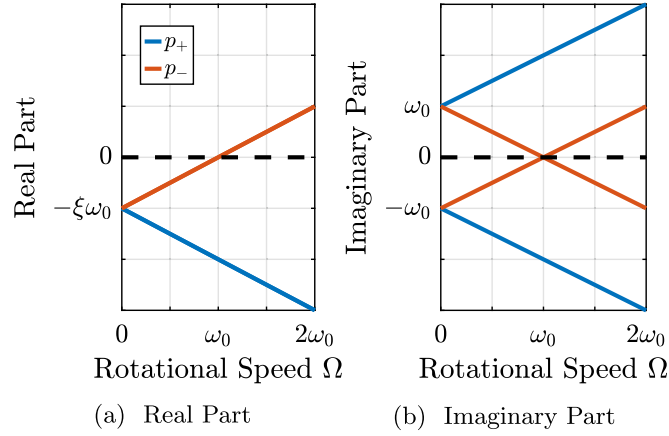 p₊
p₋
Real Part
0
−ξω₀
0 ω₀ 2ω₀
Rotational Speed Ω
(a) Real Part
Imaginary Part
ω₀
0
−ω₀
0 ω₀ 2ω₀
Rotational Speed Ω
(b) Imaginary Part